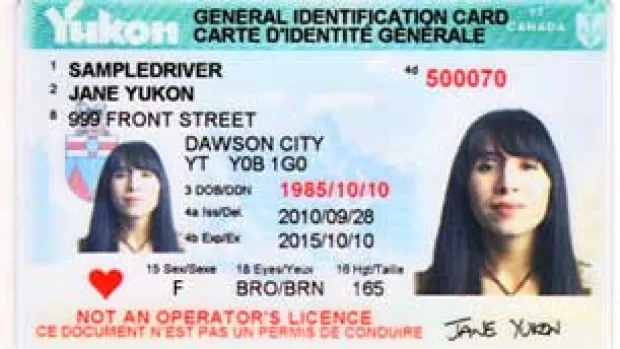 Yukon GENERAL IDENTIFICATION CARD
CARTE D'IDENTITÉ GÉNÉRALE
YT
CANADA
1 SAMPLEDRIVER
4d 500070
2 JANE YUKON
8 999 FRONT STREET
DAWSON CITY
YT Y0B 1G0
3 DOB/DDN 1985/10/10
4a Iss/Del. 2010/09/28
4b Exp/Ex 2015/10/10
15 Sex/Sexe 18 Eyes/Yeux 16 Hgt/Taille
F BRO/BRN 165
NOT AN OPERATOR'S LICENCE
CE DOCUMENT N'EST PAS UN PERMIS DE CONDUIRE
JANE YUKON